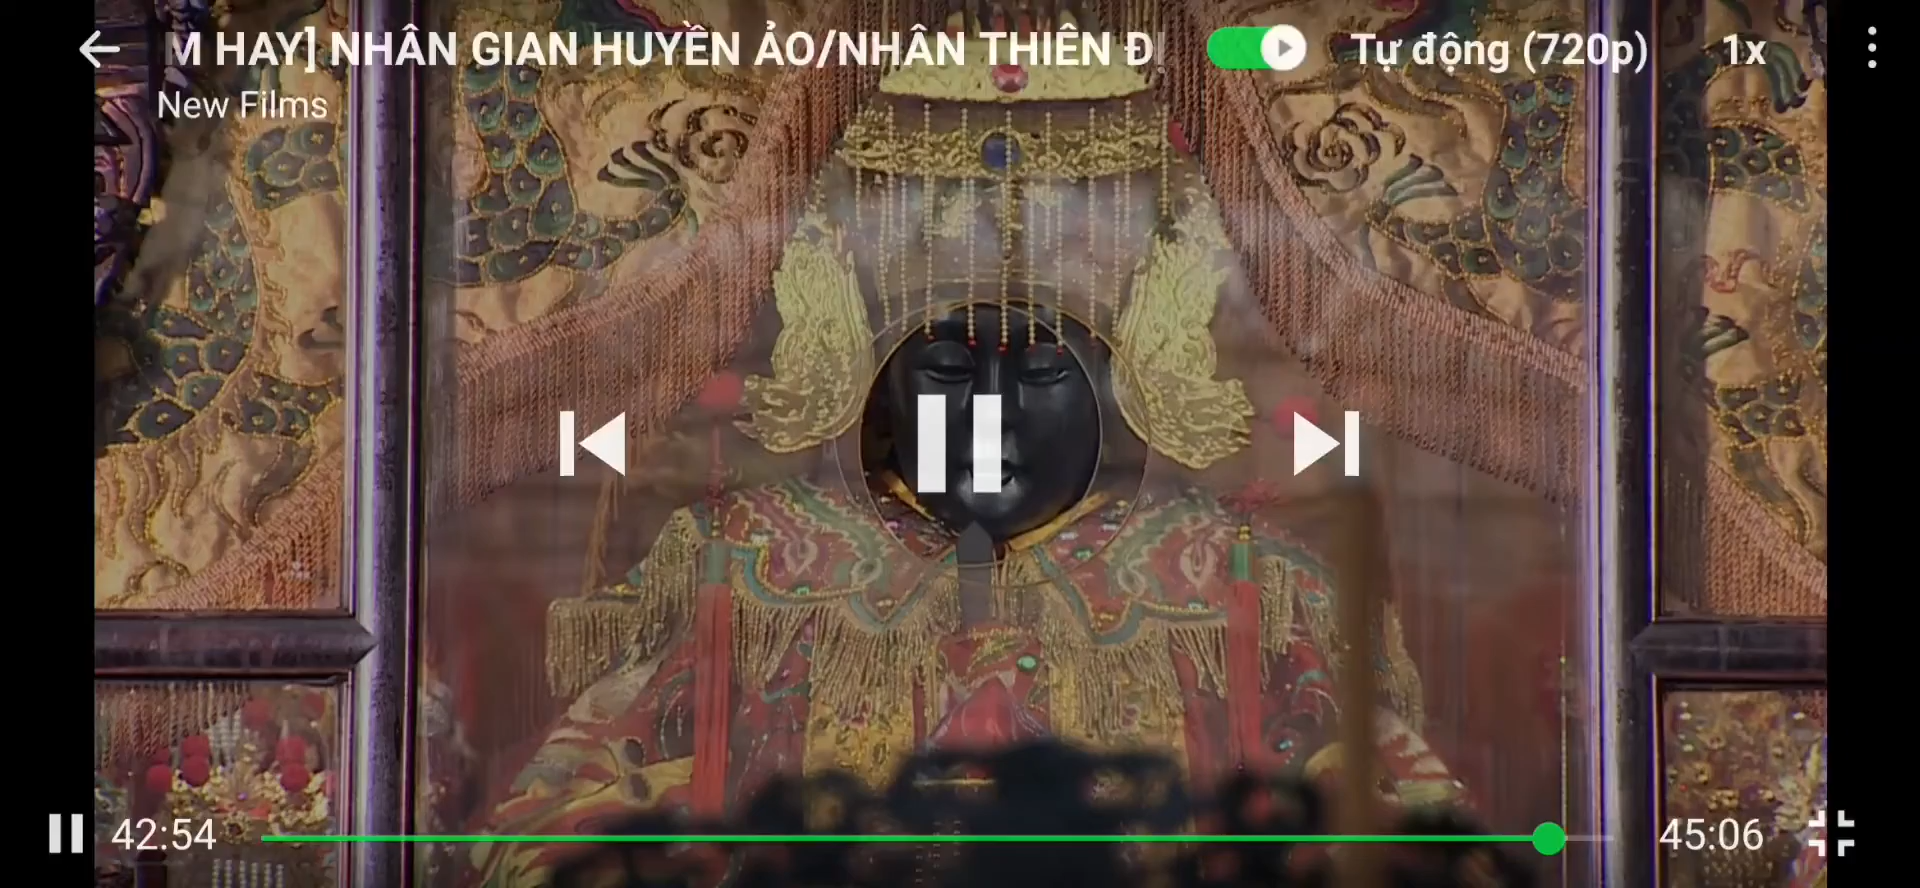 M HAY] NHÂN GIAN HUYỀN ẢO/NHÂN THIÊN Đ
Tự động (720p)
1x
New Films
42:54
45:06